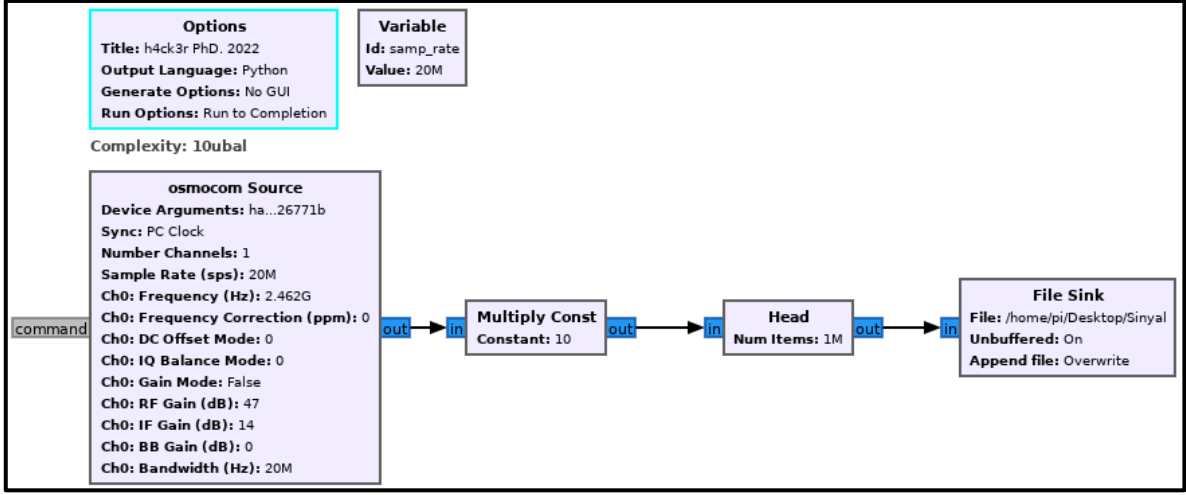 Options
Title: h4ck3r PhD. 2022
Output Language: Python
Generate Options: No GUI
Run Options: Run to Completion
Variable
Id: samp_rate
Value: 20M
Complexity: 10ubal
osmocom Source
Device Arguments: ha...26771b
Sync: PC Clock
Number Channels: 1
Sample Rate (sps): 20M
Ch0: Frequency (Hz): 2.462G
Ch0: Frequency Correction (ppm): 0
Ch0: DC Offset Mode: 0
Ch0: IQ Balance Mode: 0
Ch0: Gain Mode: False
Ch0: RF Gain (dB): 47
Ch0: IF Gain (dB): 14
Ch0: BB Gain (dB): 0
Ch0: Bandwidth (Hz): 20M
command
out
in
Multiply Const
Constant: 10
out
in
Head
Num Items: 1M
out
in
File Sink
File: /home/pi/Desktop/Sinyal
Unbuffered: On
Append file: Overwrite